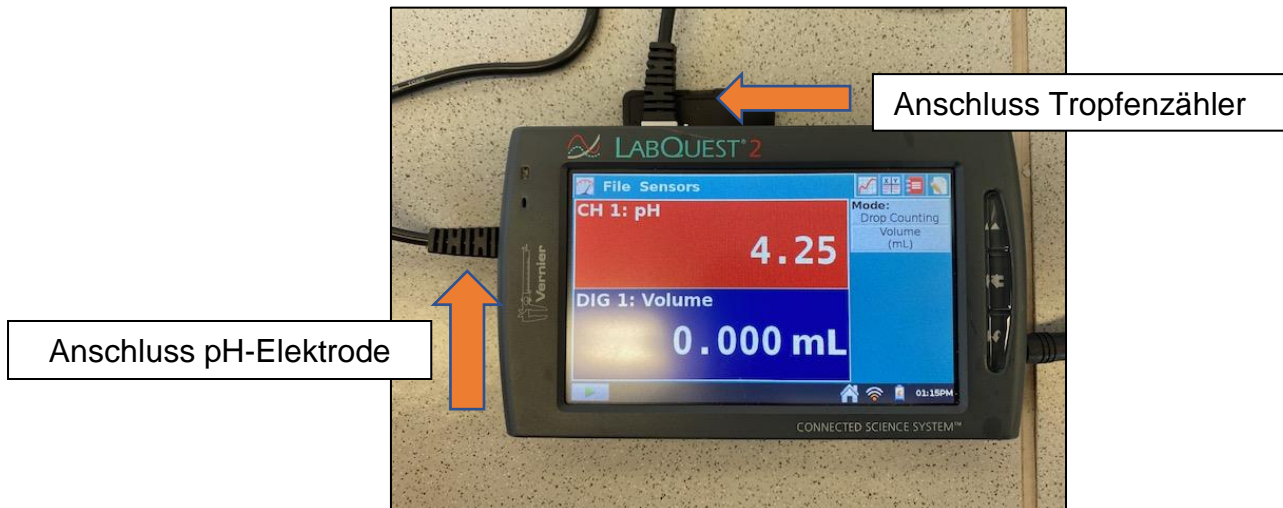 Anschluss Tropfenzähler
LABQUEST® 2
File Sensors
CH 1: pH
4.25
Mode:
Drop Counting
Volume
(mL)
DIG 1: Volume
0.000 mL
Vernier
Anschluss pH-Elektrode
01:15PM
CONNECTED SCIENCE SYSTEM™